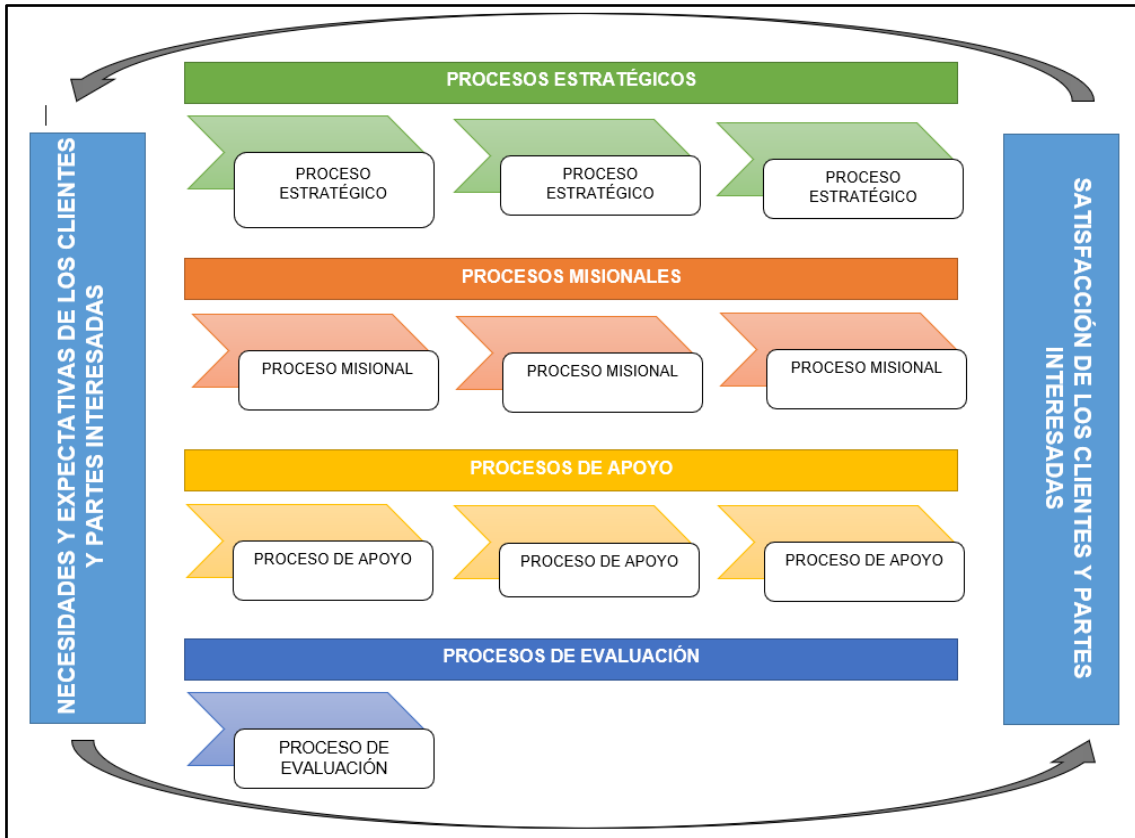 PROCESOS ESTRATÉGICOS
PROCESO
ESTRATÉGICO
PROCESO
ESTRATÉGICO
PROCESO
ESTRATÉGICO
NECESIDADES Y EXPECTATIVAS DE LOS CLIENTES
Y PARTES INTERESADAS
PROCESOS MISIONALES
PROCESO MISIONAL
PROCESO MISIONAL
PROCESO MISIONAL
PROCESOS DE APOYO
PROCESO DE APOYO
PROCESO DE APOYO
PROCESO DE APOYO
PROCESOS DE EVALUACIÓN
PROCESO DE
EVALUACIÓN
SATISFACCIÓN DE LOS CLIENTES Y PARTES
INTERESADAS